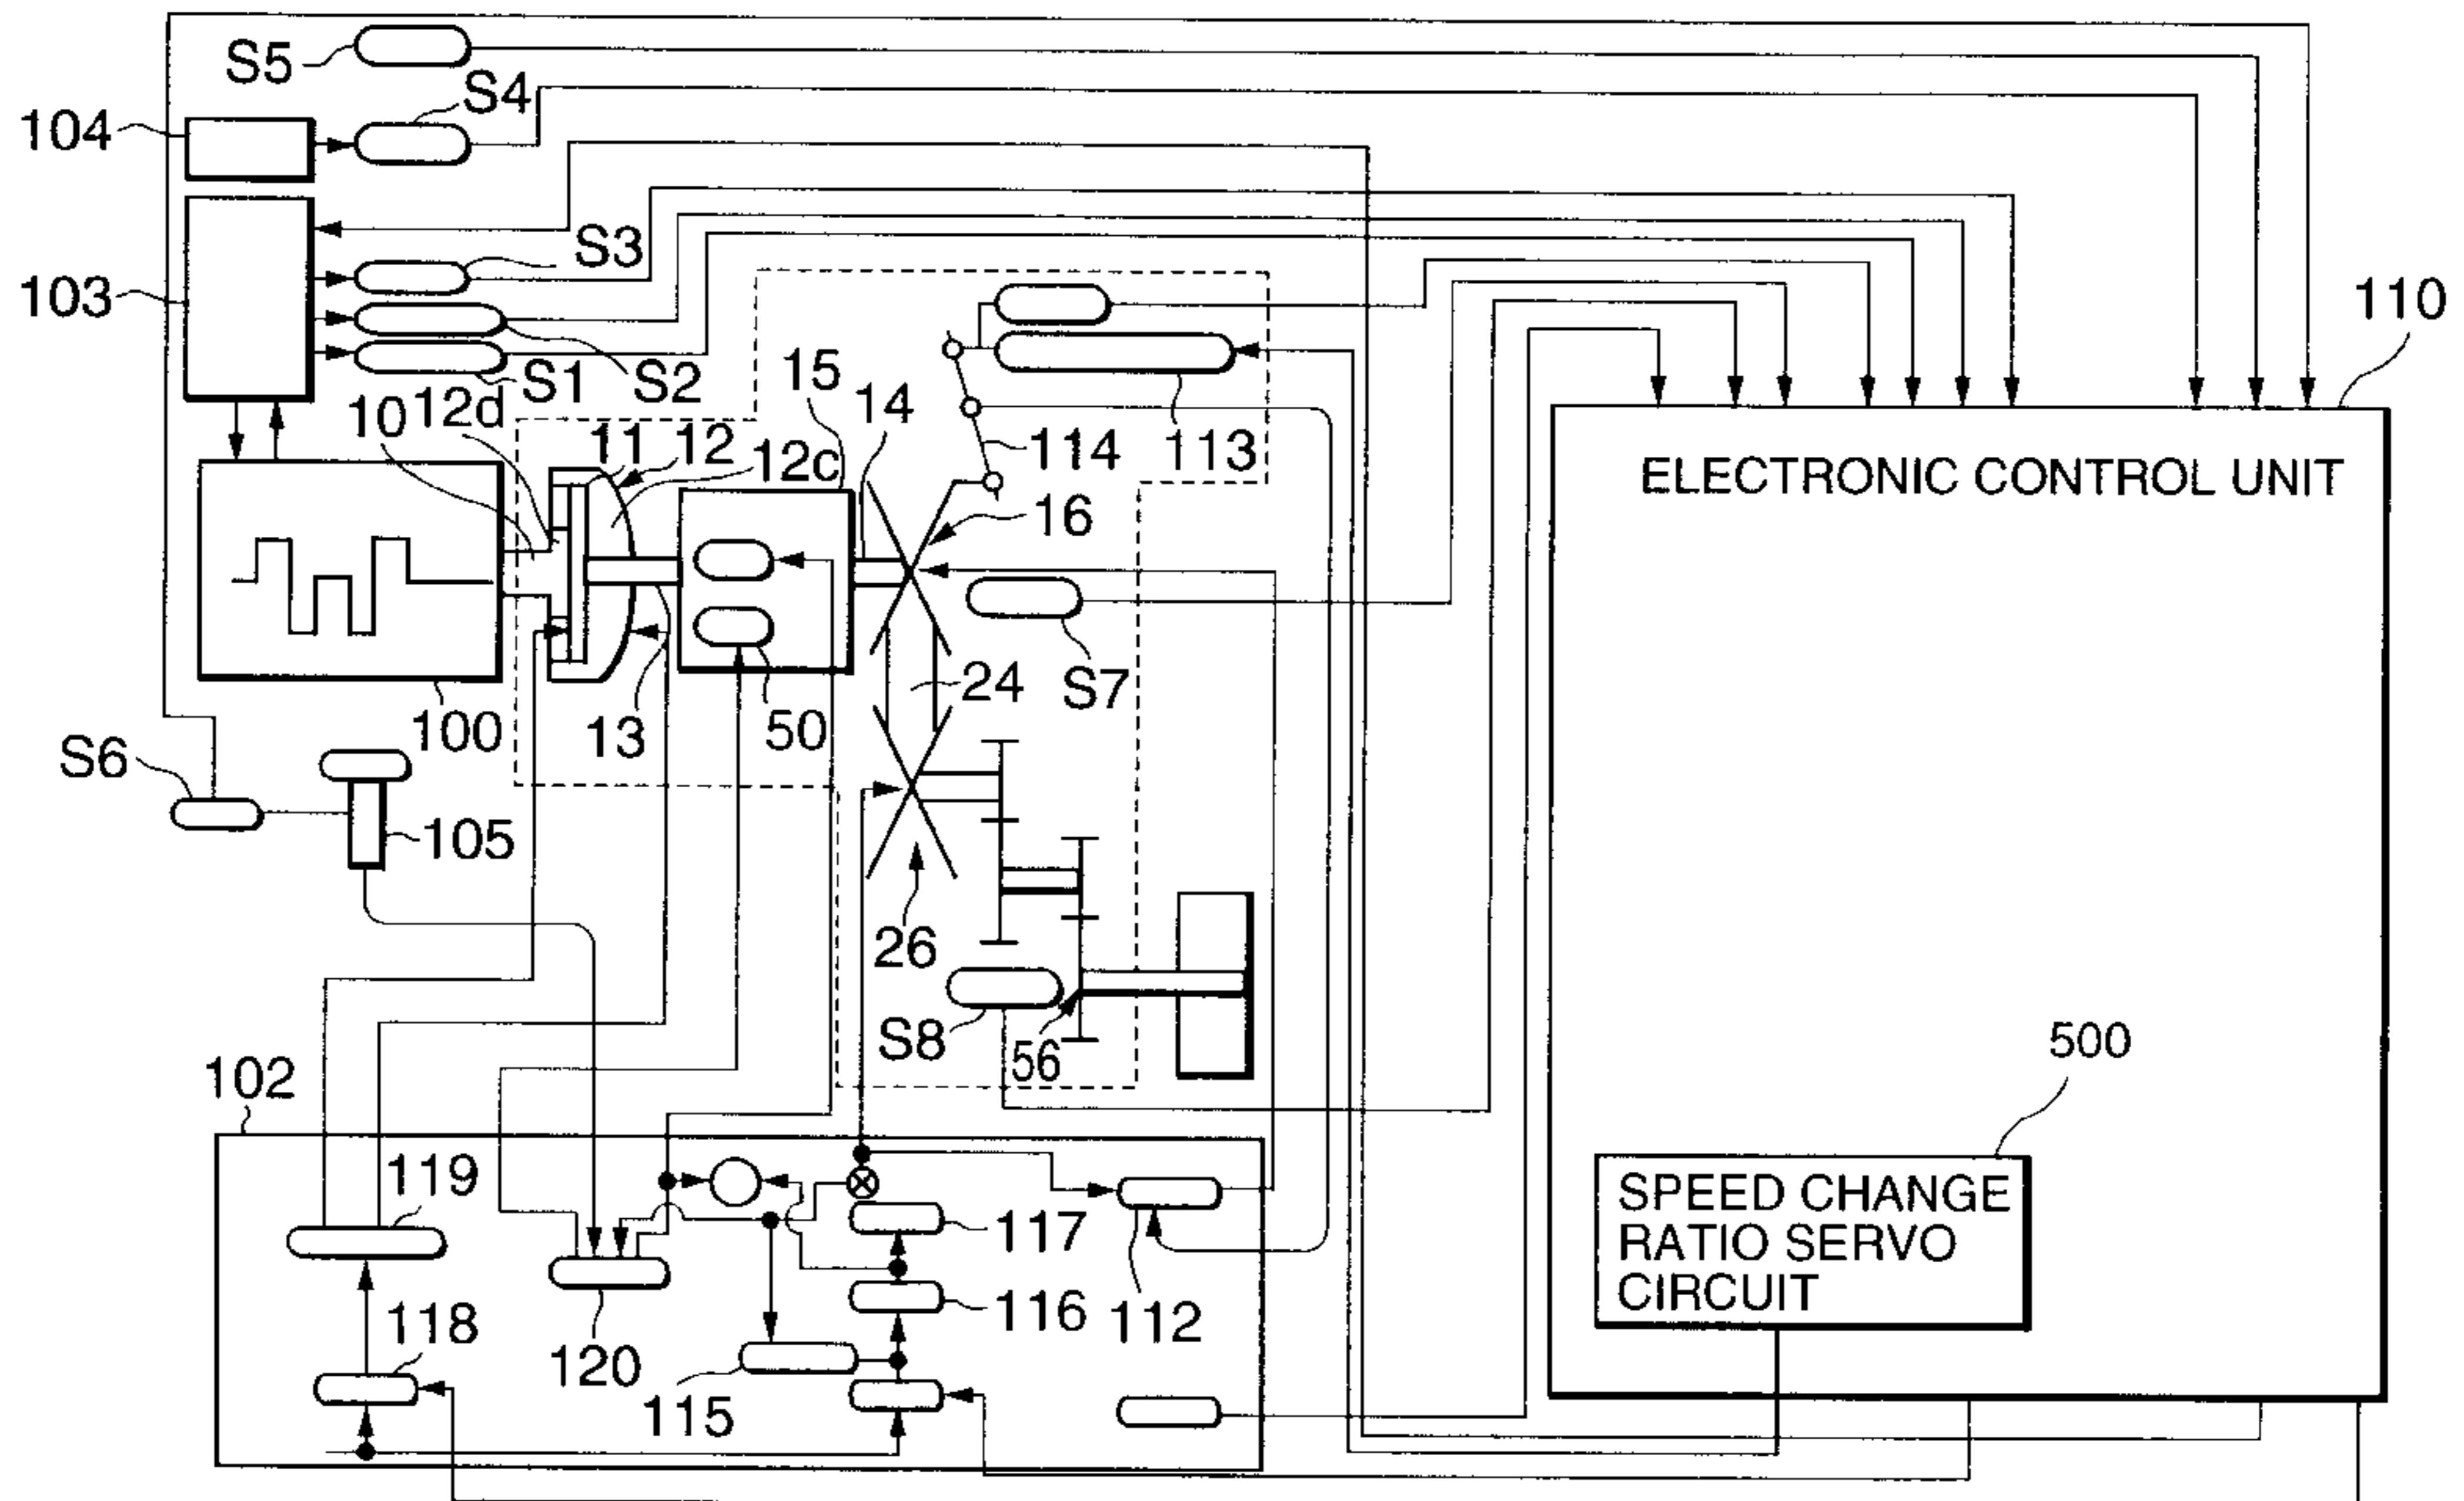 S5
S4
104
S3
103
110
S1
S2
15
14
10
12d
11
12
12c
114
113
ELECTRONIC CONTROL UNIT
16
24
S7
100
13
50
S6
105
26
S8
56
500
102
119
117
SPEED CHANGE
RATIO SERVO
CIRCUIT
116
112
118
120
115